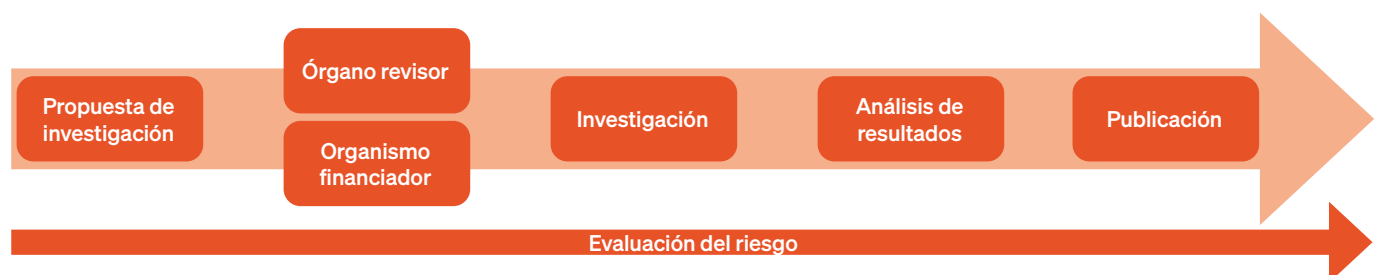 Propuesta de
investigación
Órgano revisor
Organismo
financiador
Investigación
Análisis de
resultados
Publicación
Evaluación del riesgo